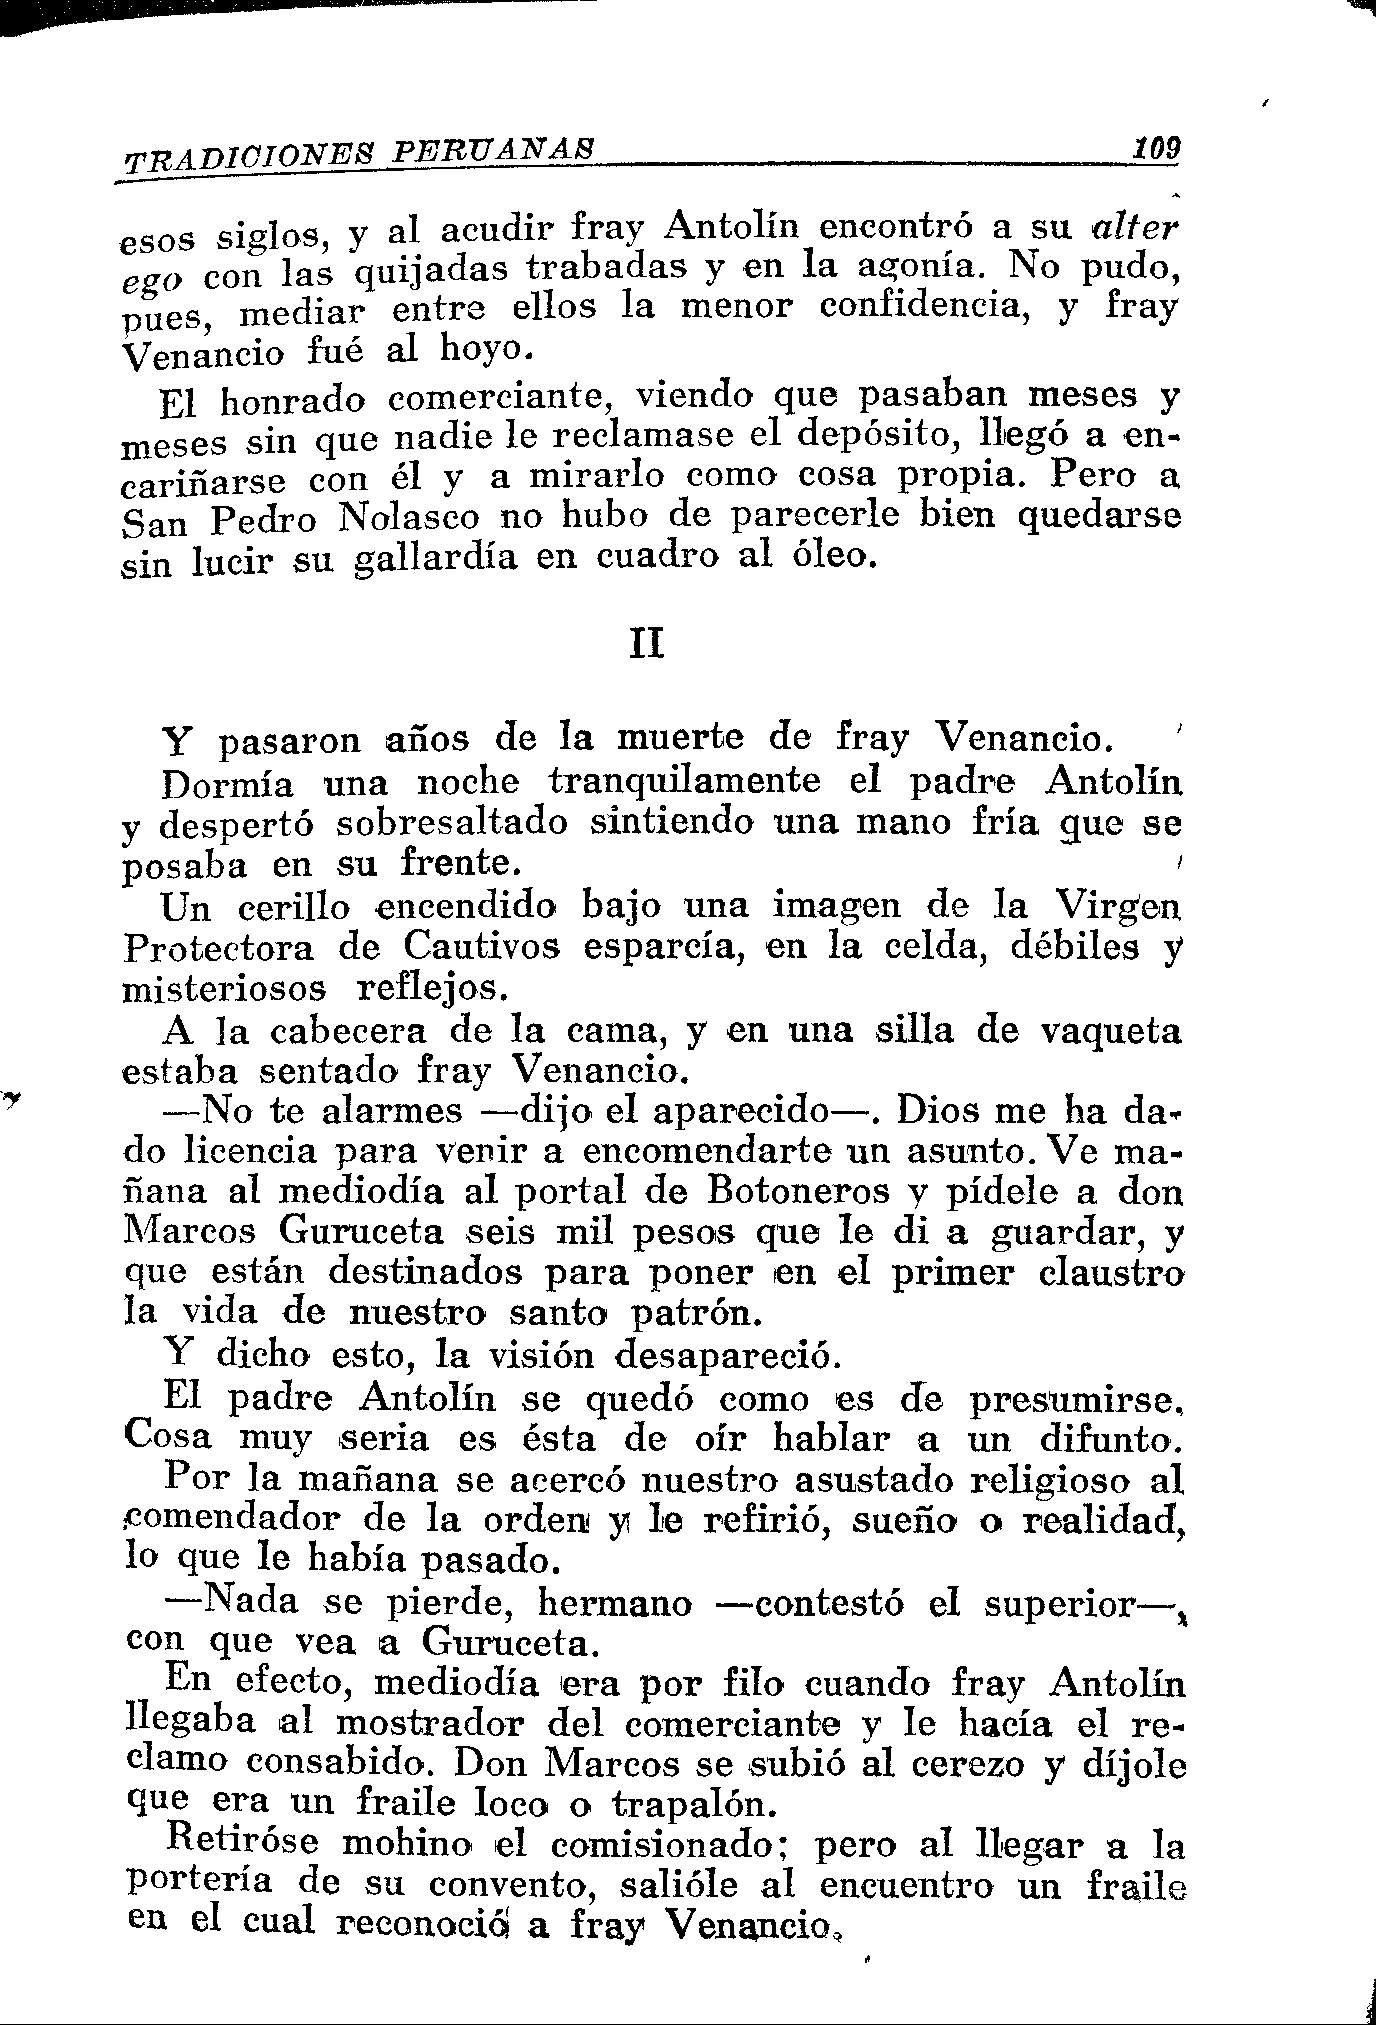 TRADICIONES PERUANAS 109
esos siglos, y al acudir fray Antolín encontró a su alter
ego con las quijadas trabadas y en la agonía. No pudo,
pues, mediar entre ellos la menor confidencia, y fray
Venancio fué al hoyo.
El honrado comerciante, viendo que pasaban meses y
meses sin que nadie le reclamase el depósito, llegó a en-
cariñarse con él y a mirarlo como cosa propia. Pero a
San Pedro Nolasco no hubo de parecerle bien quedarse
sin lucir su gallardía en cuadro al óleo.
II
Y pasaron años de la muerte de fray Venancio.
Dormía una noche tranquilamente el padre Antolín
y despertó sobresaltado sintiendo una mano fría que se
posaba en su frente.
Un cerillo encendido bajo una imagen de la Virgen
Protectora de Cautivos esparcía, en la celda, débiles y
misteriosos reflejos.
A la cabecera de la cama, y en una silla de vaqueta
estaba sentado fray Venancio.
—No te alarmes —dijo el aparecido—. Dios me ha da-
do licencia para venir a encomendarte un asunto. Ve ma-
ñana al mediodía al portal de Botoneros y pídele a don
Marcos Guruceta seis mil pesos que le di a guardar, y
que están destinados para poner en el primer claustro
la vida de nuestro santo patrón.
Y dicho esto, la visión desapareció.
El padre Antolín se quedó como es de presumirse.
Cosa muy seria es ésta de oír hablar a un difunto.
Por la mañana se acercó nuestro asustado religioso al
comendador de la orden y le refirió, sueño o realidad,
lo que le había pasado.
—Nada se pierde, hermano —contestó el superior—,
con que vea a Guruceta.
En efecto, mediodía era por filo cuando fray Antolín
llegaba al mostrador del comerciante y le hacía el re-
clamo consabido. Don Marcos se subió al cerezo y díjole
que era un fraile loco o trapalón.
Retiróse mohino el comisionado; pero al llegar a la
portería de su convento, salióle al encuentro un fraile
en el cual reconoció a fray Venancio.